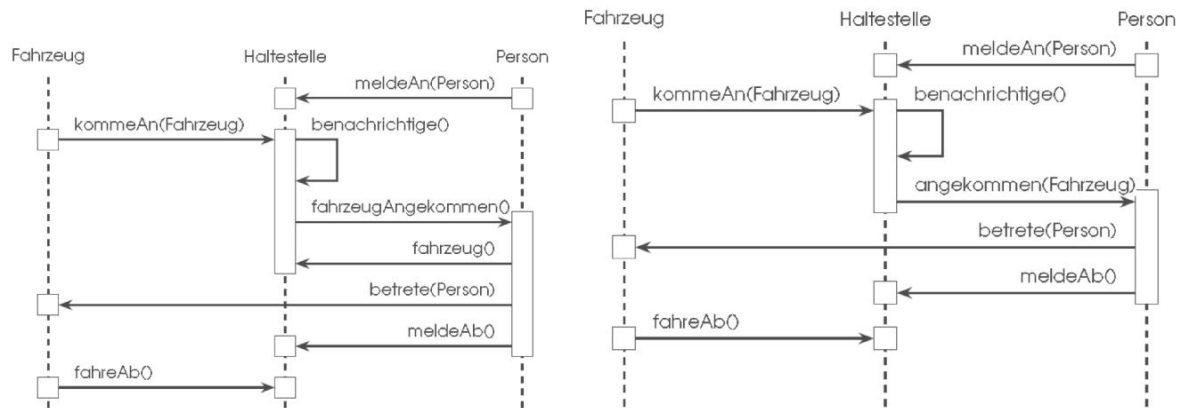 Fahrzeug
Haltestelle
Person
meldeAn(Person)
kommeAn(Fahrzeug)
benachrichtige()
fahrzeugAngekommen()
fahrzeug()
betrete(Person)
meldeAb()
fahreAb()
Fahrzeug
Haltestelle
Person
meldeAn(Person)
kommeAn(Fahrzeug)
benachrichtige()
angekommen(Fahrzeug)
betrete(Person)
meldeAb()
fahreAb()